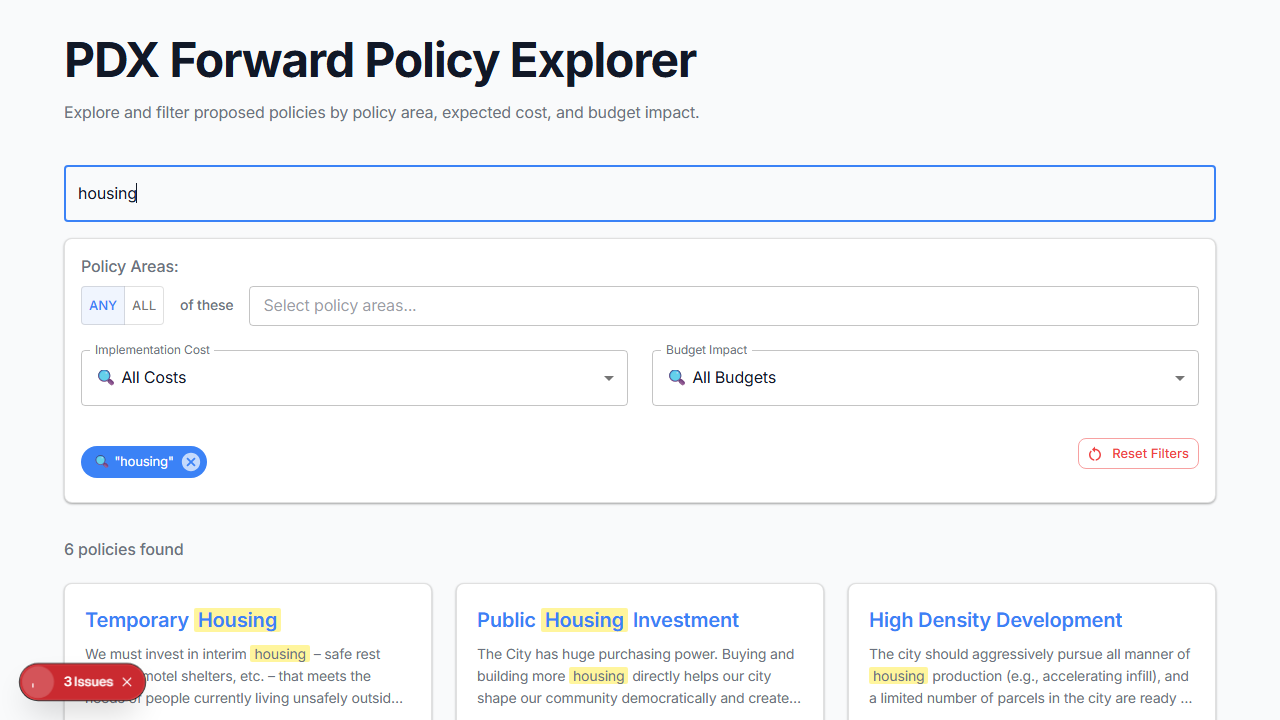 PDX Forward Policy Explorer
Explore and filter proposed policies by policy area, expected cost, and budget impact.
housing
Policy Areas:
ANY ALL of these Select policy areas...
Implementation Cost Budget Impact
All Costs All Budgets
"housing"
Reset Filters
6 policies found
Temporary Housing
We must invest in interim housing – safe rest
motel shelters, etc. – that meets the
of people currently living unsafely outsid...
Public Housing Investment
The City has huge purchasing power. Buying and
building more housing directly helps our city
shape our community democratically and create...
High Density Development
The city should aggressively pursue all manner of
housing production (e.g., accelerating infill), and
a limited number of parcels in the city are ready ...
3 Issues